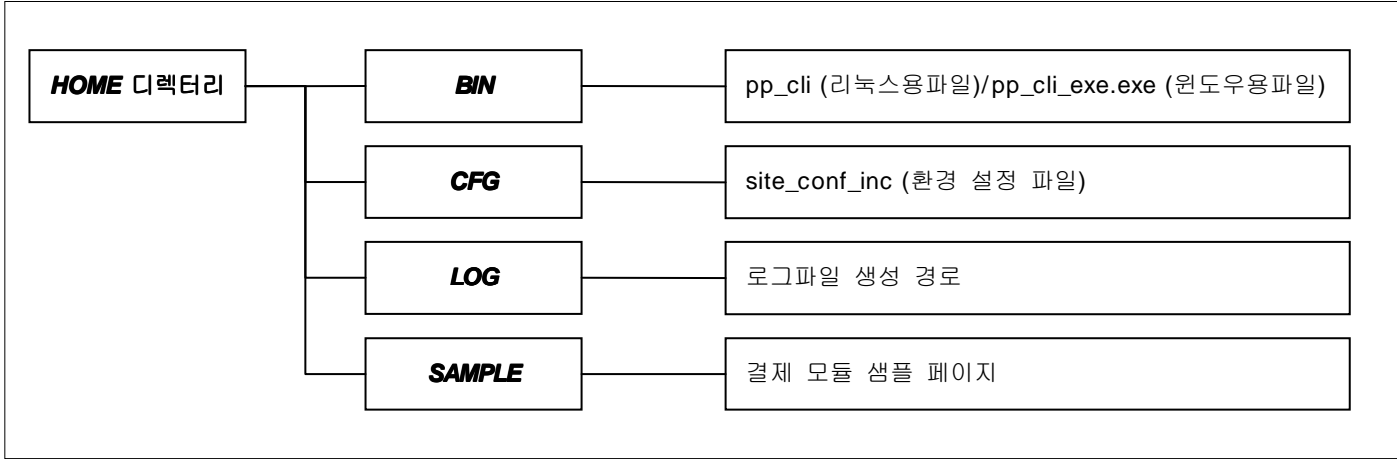 HOME 디렉터리
BIN
pp_cli (리눅스용파일)/pp_cli_exe.exe (윈도우용파일)
CFG
site_conf_inc (환경 설정 파일)
LOG
로그파일 생성 경로
SAMPLE
결제 모듈 샘플 페이지